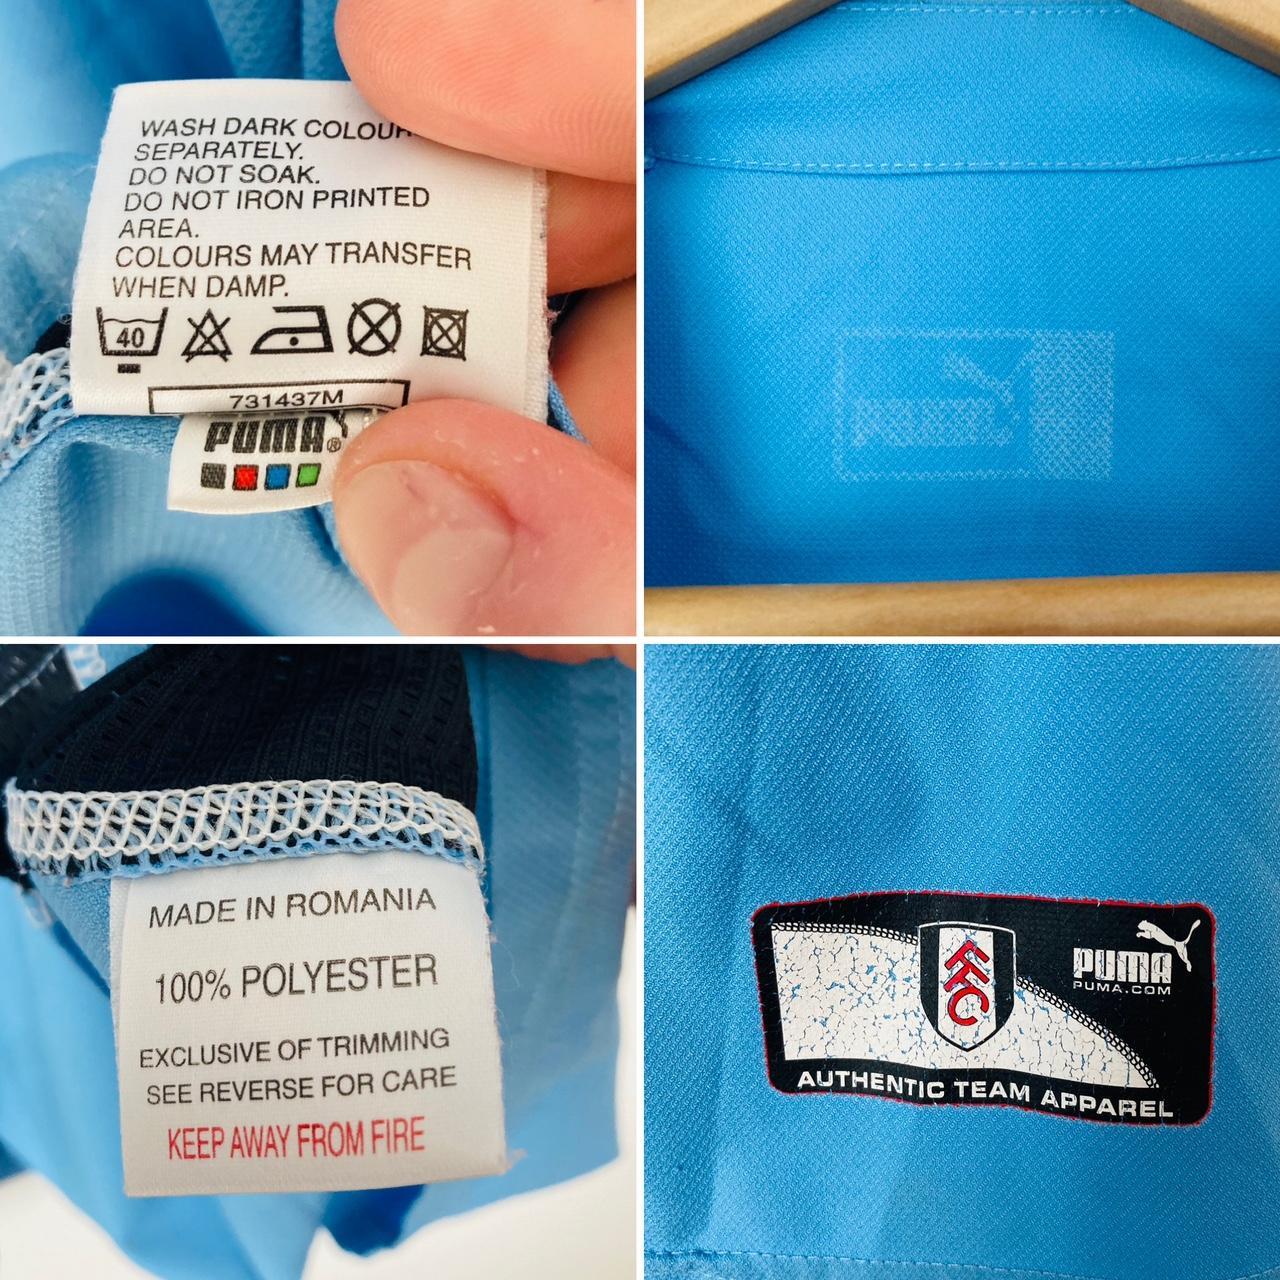 WASH DARK COLOUR
SEPARATELY.
DO NOT SOAK.
DO NOT IRON PRINTED
AREA.
COLOURS MAY TRANSFER
WHEN DAMP.
40
731437M
PUMA®
MADE IN ROMANIA
100% POLYESTER
EXCLUSIVE OF TRIMMING
SEE REVERSE FOR CARE
KEEP AWAY FROM FIRE
FFC
PUMA
PUMA.COM
AUTHENTIC TEAM APPAREL